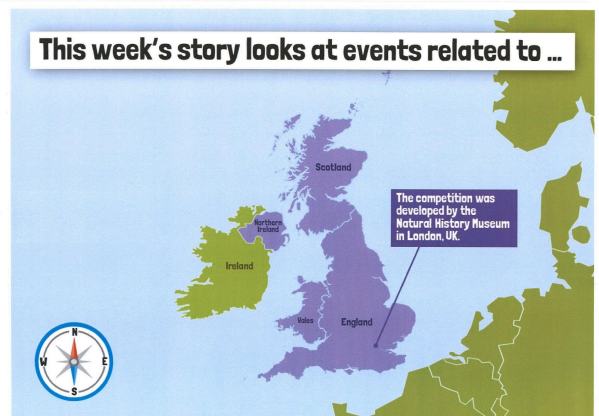 This week's story looks at events related to ...
Scotland
The competition was
developed by the
Natural History Museum
in London, UK.
Northern
Ireland
Ireland
Wales
England
N
W
E
S